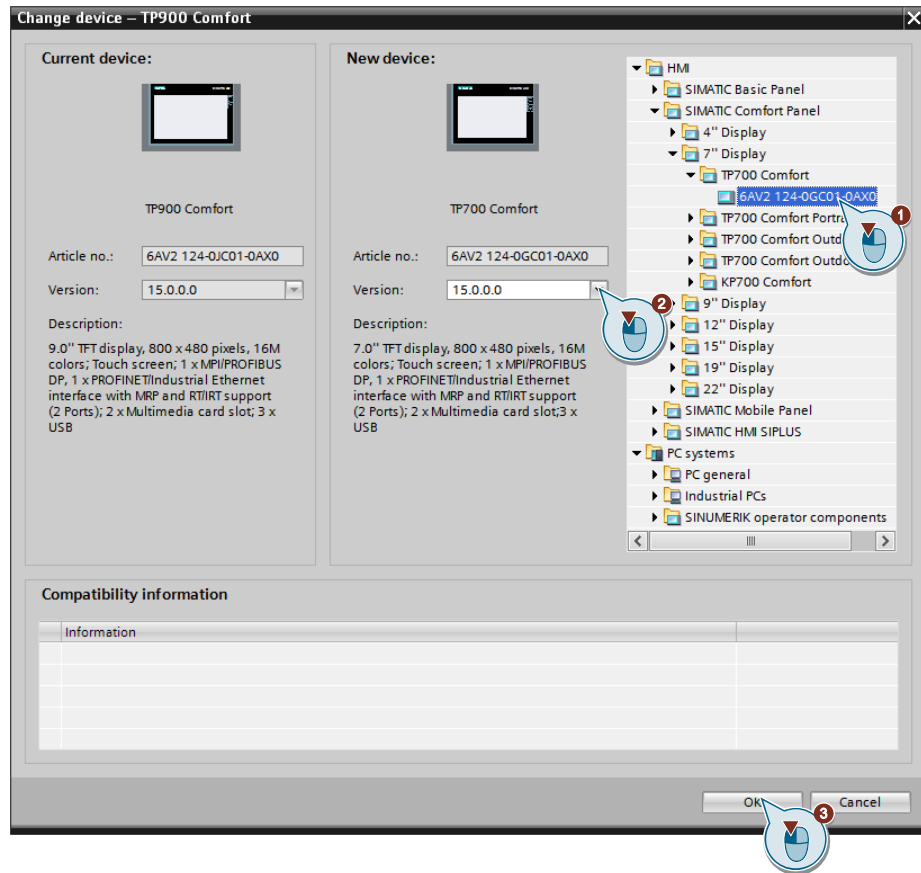 Change device – TP900 Comfort
Current device:
TP900 Comfort
Article no.: 6AV2 124-0JC01-0AX0
Version: 15.0.0.0
Description:
9.0'' TFT display, 800 x 480 pixels, 16M
colors; Touch screen; 1 x MPI/PROFIBUS
DP, 1 x PROFINET/Industrial Ethernet
interface with MRP and RT/IRT support
(2 Ports); 2 x Multimedia card slot; 3 x
USB
New device:
TP700 Comfort
Article no.: 6AV2 124-0GC01-0AX0
Version: 15.0.0.0
2
Description:
7.0'' TFT display, 800 x 480 pixels, 16M
colors; Touch screen; 1 x MPI/PROFIBUS
DP, 1 x PROFINET/Industrial Ethernet
interface with MRP and RT/IRT support
(2 Ports); 2 x Multimedia card slot;3 x
USB
HMI
SIMATIC Basic Panel
SIMATIC Comfort Panel
4'' Display
7'' Display
TP700 Comfort
6AV2 124-0GC01-0AX0
1
TP700 Comfort
TP700 Comfort
TP700 Comfort
KP700 Comfort
9'' Display
12'' Display
15'' Display
19'' Display
22'' Display
SIMATIC Mobile Panel
SIMATIC HMI SIPLUS
PC systems
PC general
Industrial PCs
SINUMERIK operator components
Compatibility information
Information
OK
3
Cancel